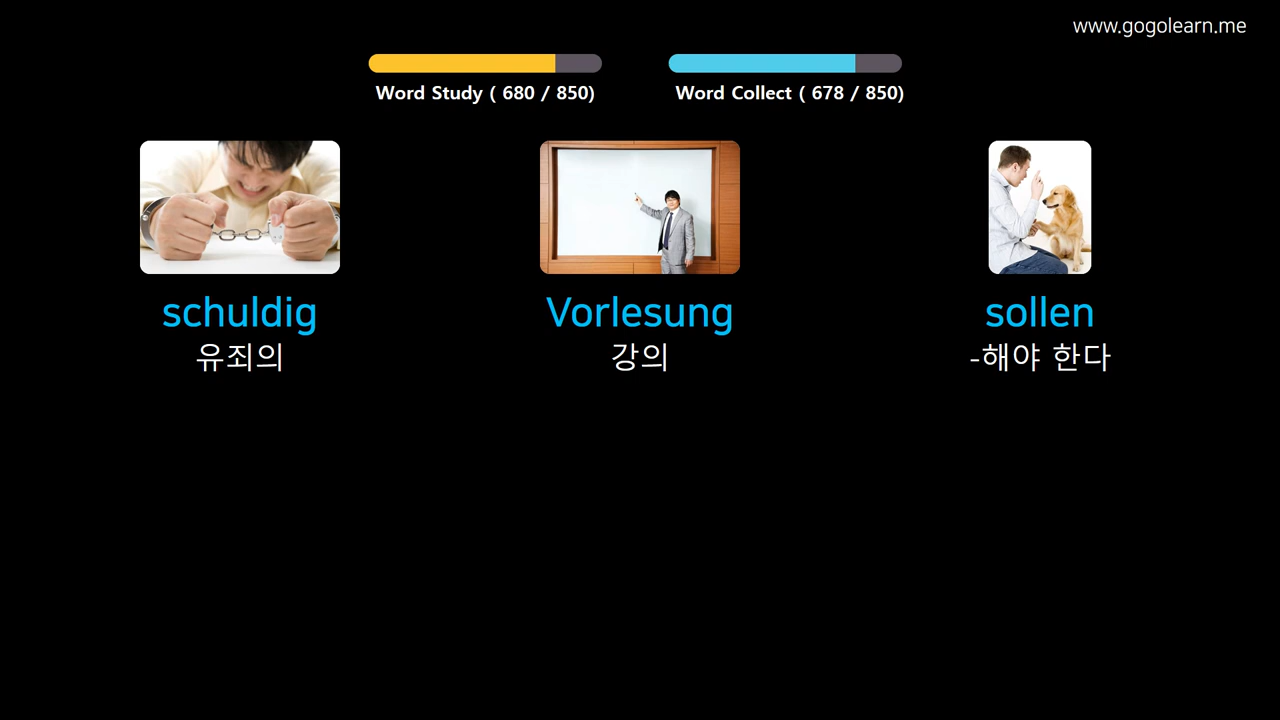 www.gogolearn.me
Word Study ( 680 / 850)
Word Collect ( 678 / 850)
schuldig
유죄의
Vorlesung
강의
sollen
-해야 한다